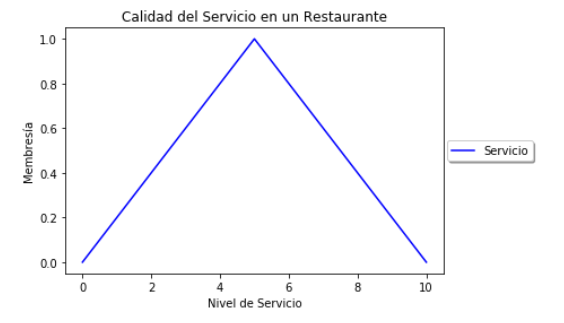 Calidad del Servicio en un Restaurante
1.0
0.8
0.6
0.4
0.2
0.0
Membresía
0 2 4 6 8 10
Nivel de Servicio
Servicio